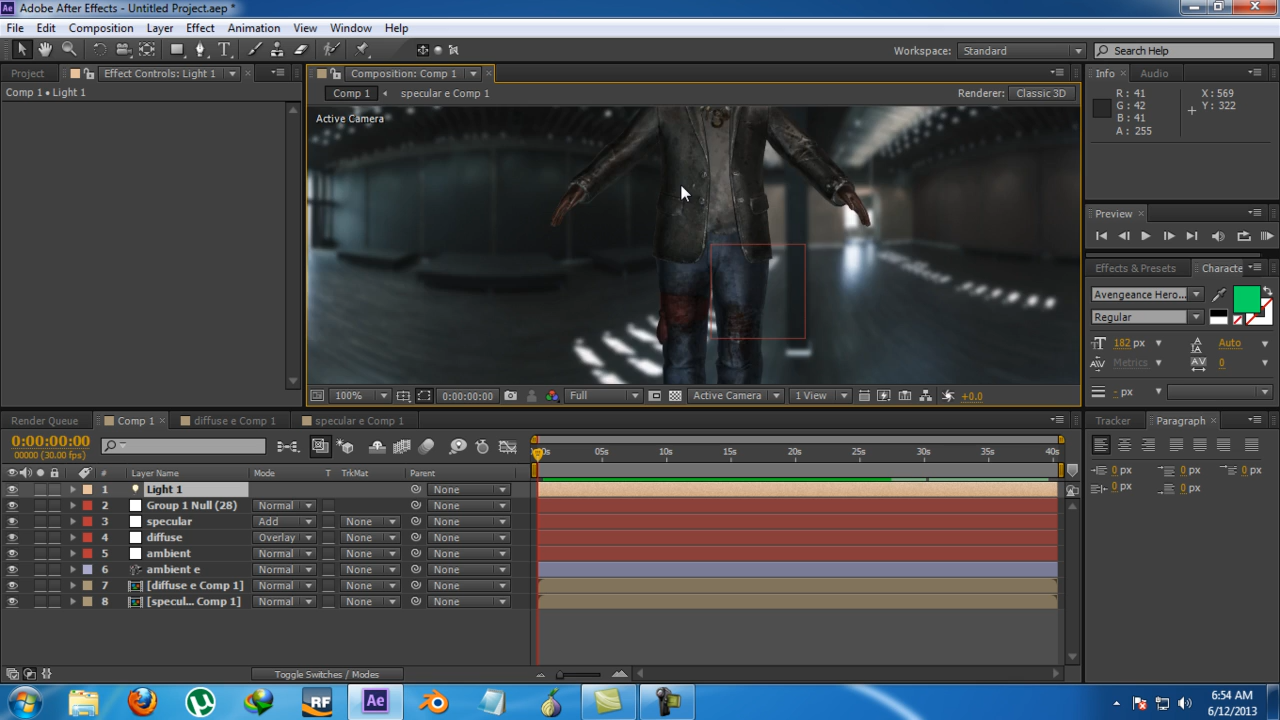 Adobe After Effects - Untitled Project.aep *
File Edit Composition Layer Effect Animation View Window Help
Workspace: Standard Search Help
Project Effect Controls: Light 1 Composition: Comp 1 Info Audio
Comp 1 • Light 1
Comp 1 specular e Comp 1 Renderer: Classic 3D
Active Camera
R : 41 X : 569
G : 42 Y : 322
B : 41
A : 255
Preview
Effects & Presets Characte
Avengeance Hero...
Regular
182 px Auto
Metrics 0
- px
100% 0:00:00:00 Full Active Camera 1 View +0.0
Render Queue Comp 1 diffuse e Comp 1 specular e Comp 1
Tracker Paragraph
0:00:00:00
00000 (30.00 fps)
05s 10s 15s 20s 25s 30s 35s 40s
# Layer Name Mode T TrkMat Parent
0 px 0 px 0 px
0 px 0 px
1 Light 1 None
2 Group 1 Null (28) Normal None
3 specular Add None None
4 diffuse Overlay None None
5 ambient Normal None None
6 ambient e Normal None None
7 [diffuse e Comp 1] Normal None None
8 [specul... Comp 1] Normal None None
Toggle Switches / Modes
RF Ae
6:54 AM
6/12/2013